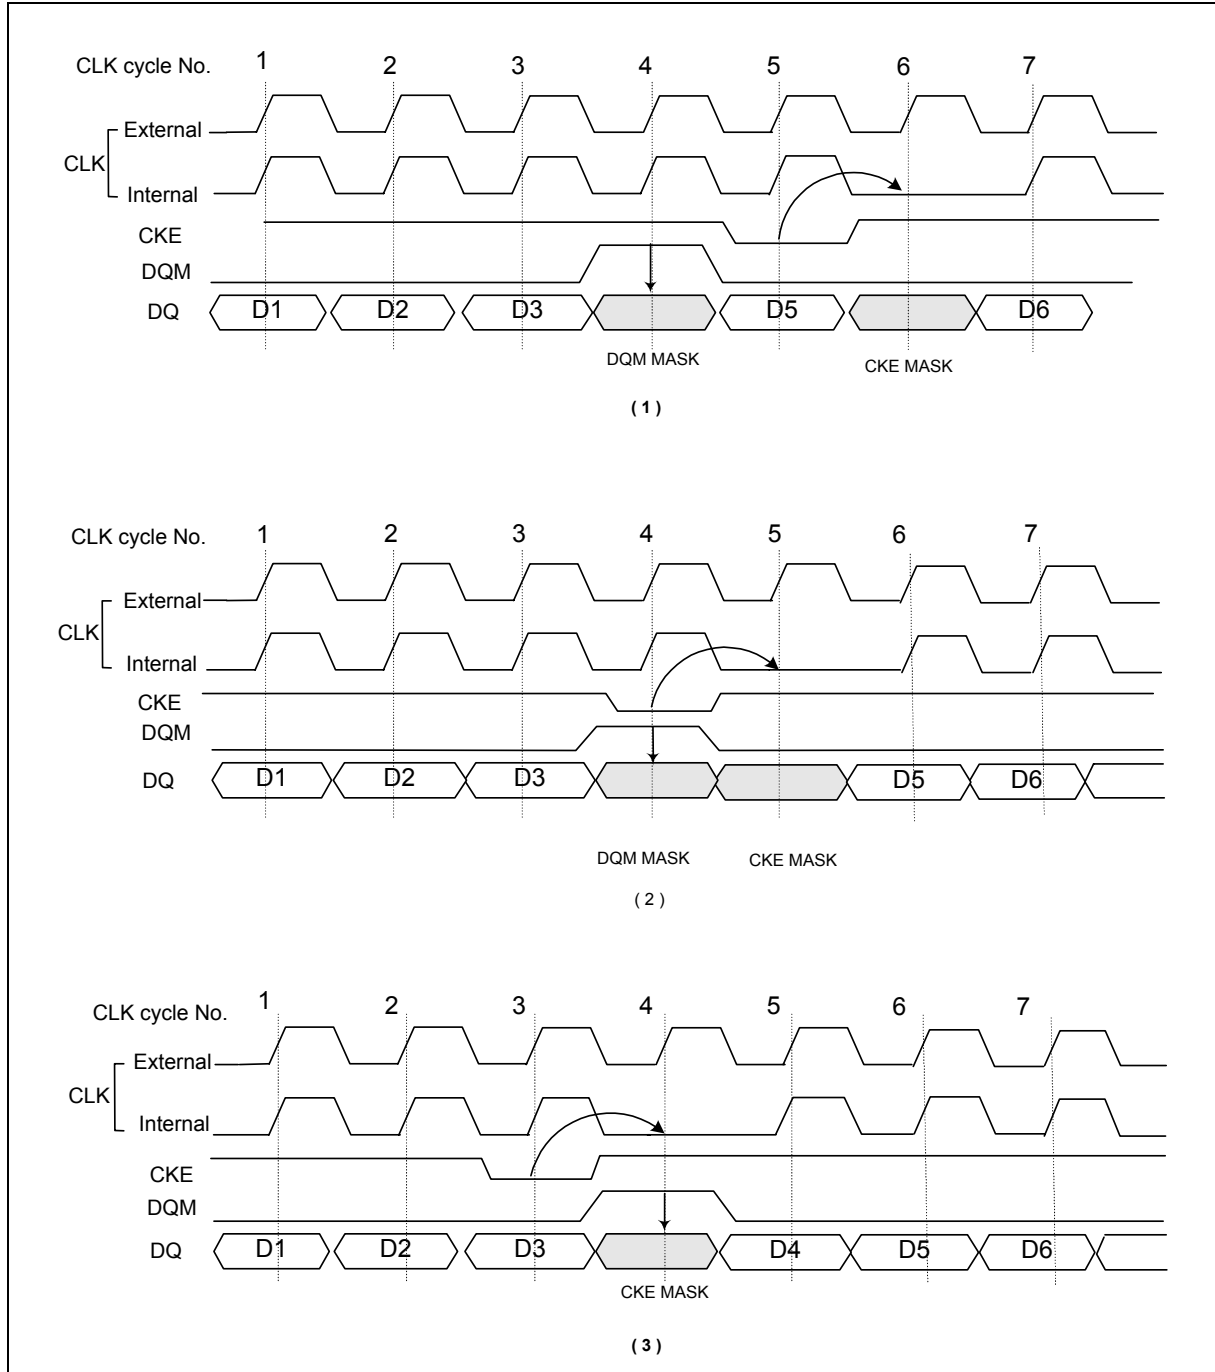 CLK cycle No. 1 2 3 4 5 6 7
External
CLK
Internal
CKE
DQM
DQ D1 D2 D3 D5 D6
DQM MASK CKE MASK
( 1 )
CLK cycle No. 1 2 3 4 5 6 7
External
CLK
Internal
CKE
DQM
DQ D1 D2 D3 D5 D6
DQM MASK CKE MASK
( 2 )
CLK cycle No. 1 2 3 4 5 6 7
External
CLK
Internal
CKE
DQM
DQ D1 D2 D3 D4 D5 D6
CKE MASK
( 3 )